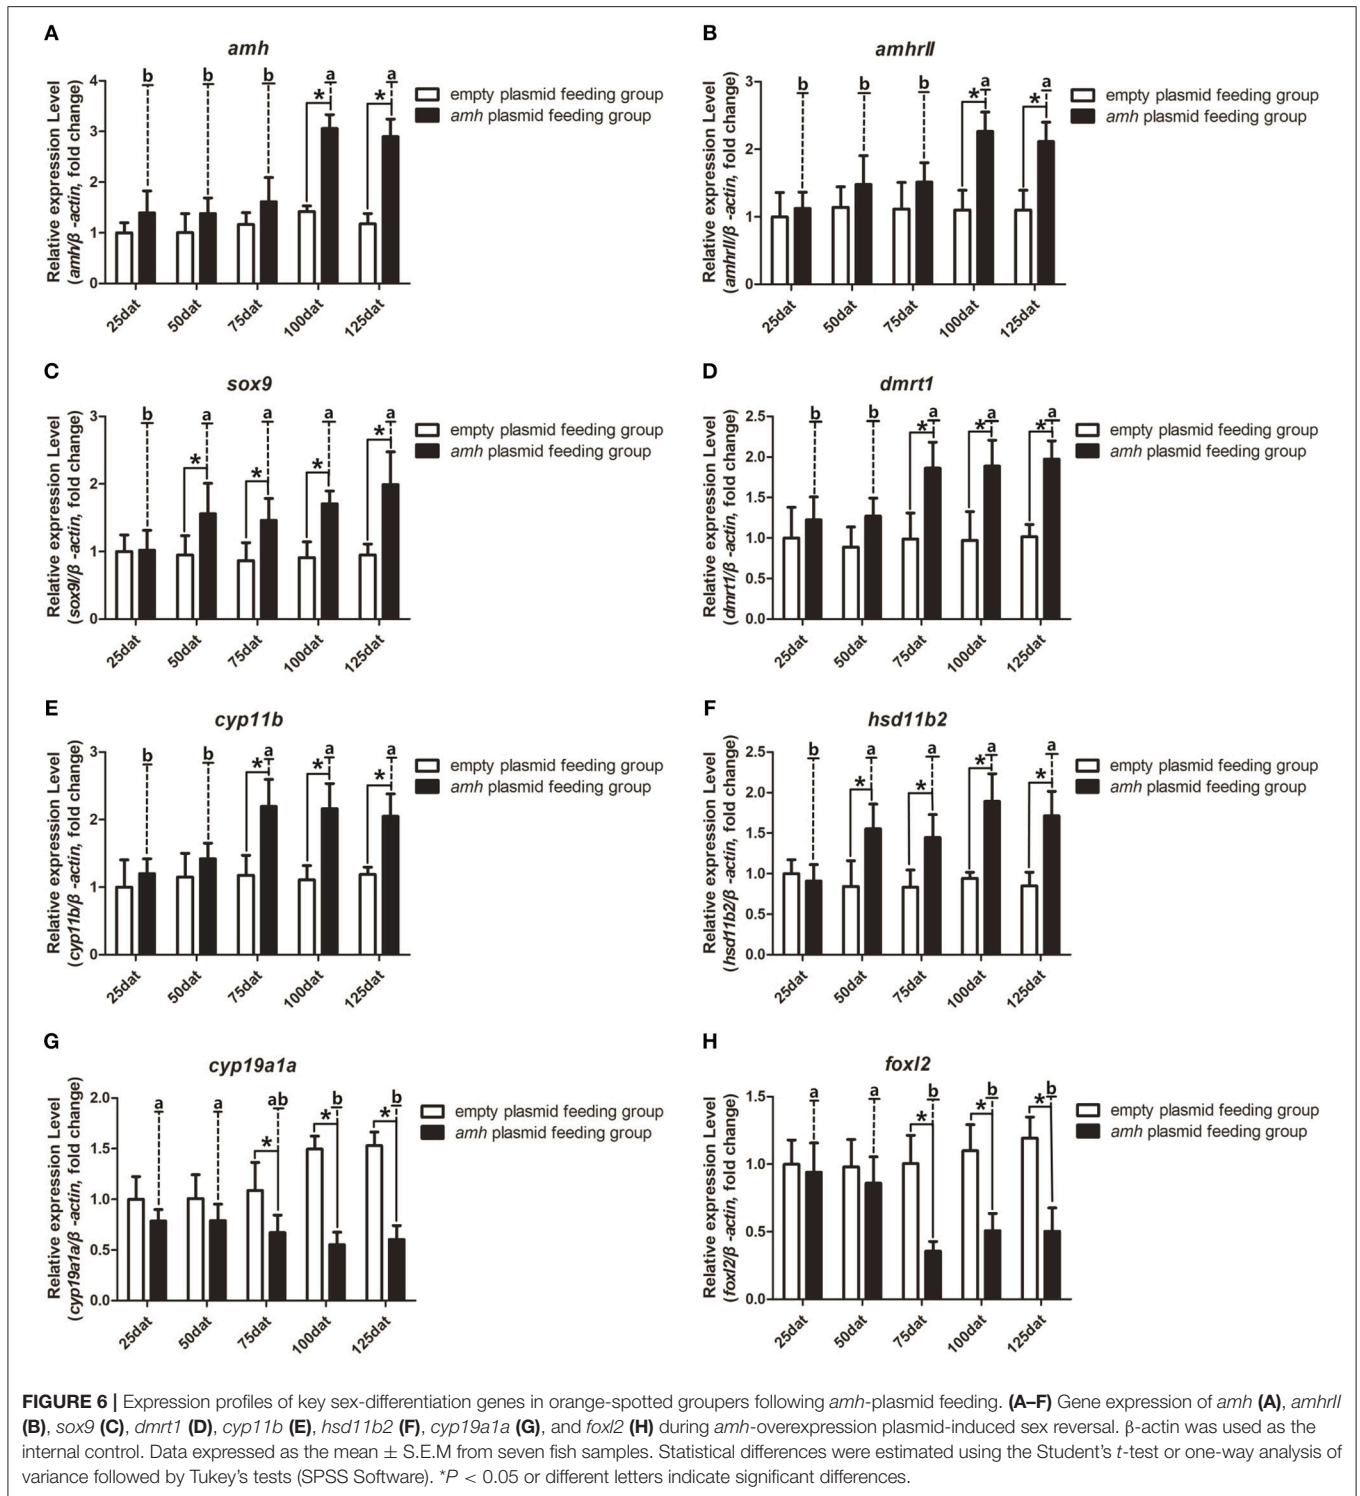 A
amh
Relative expression Level
(amh/β -actin, fold change)
4
3
2
1
0
b
b
b
a
a
*
*
25dat
50dat
75dat
100dat
125dat
empty plasmid feeding group
amh plasmid feeding group
B
amhrII
Relative expression Level
(amhrII/β -actin, fold change)
3
2
1
0
b
b
b
a
a
*
*
25dat
50dat
75dat
100dat
125dat
empty plasmid feeding group
amh plasmid feeding group
C
sox9
Relative expression Level
(sox9l/β -actin, fold change)
3
2
1
0
b
a
a
a
a
*
*
*
*
25dat
50dat
75dat
100dat
125dat
empty plasmid feeding group
amh plasmid feeding group
D
dmrt1
Relative expression Level
(dmrt1/β -actin, fold change)
2.5
2.0
1.5
1.0
0.5
0.0
b
b
a
a
a
*
*
*
25dat
50dat
75dat
100dat
125dat
empty plasmid feeding group
amh plasmid feeding group
E
cyp11b
Relative expression Level
(cyp11b/β -actin, fold change)
3
2
1
0
b
b
a
a
a
*
*
*
25dat
50dat
75dat
100dat
125dat
empty plasmid feeding group
amh plasmid feeding group
F
hsd11b2
Relative expression Level
(hsd11b2/β -actin, fold change)
2.5
2.0
1.5
1.0
0.5
0.0
b
a
a
a
a
*
*
*
*
25dat
50dat
75dat
100dat
125dat
empty plasmid feeding group
amh plasmid feeding group
G
cyp19a1a
Relative expression Level
(cyp19a1a/β -actin, fold change)
2.0
1.5
1.0
0.5
0.0
a
a
ab
b
b
*
*
*
25dat
50dat
75dat
100dat
125dat
empty plasmid feeding group
amh plasmid feeding group
H
foxl2
Relative expression Level
(foxl2/β -actin, fold change)
1.5
1.0
0.5
0.0
a
a
b
b
b
*
*
*
25dat
50dat
75dat
100dat
125dat
empty plasmid feeding group
amh plasmid feeding group
FIGURE 6 | Expression profiles of key sex-differentiation genes in orange-spotted groupers following amh-plasmid feeding. (A–F) Gene expression of amh (A), amhrII
(B), sox9 (C), dmrt1 (D), cyp11b (E), hsd11b2 (F), cyp19a1a (G), and foxl2 (H) during amh-overexpression plasmid-induced sex reversal. β-actin was used as the
internal control. Data expressed as the mean ± S.E.M from seven fish samples. Statistical differences were estimated using the Student's t-test or one-way analysis of
variance followed by Tukey's tests (SPSS Software). *P < 0.05 or different letters indicate significant differences.